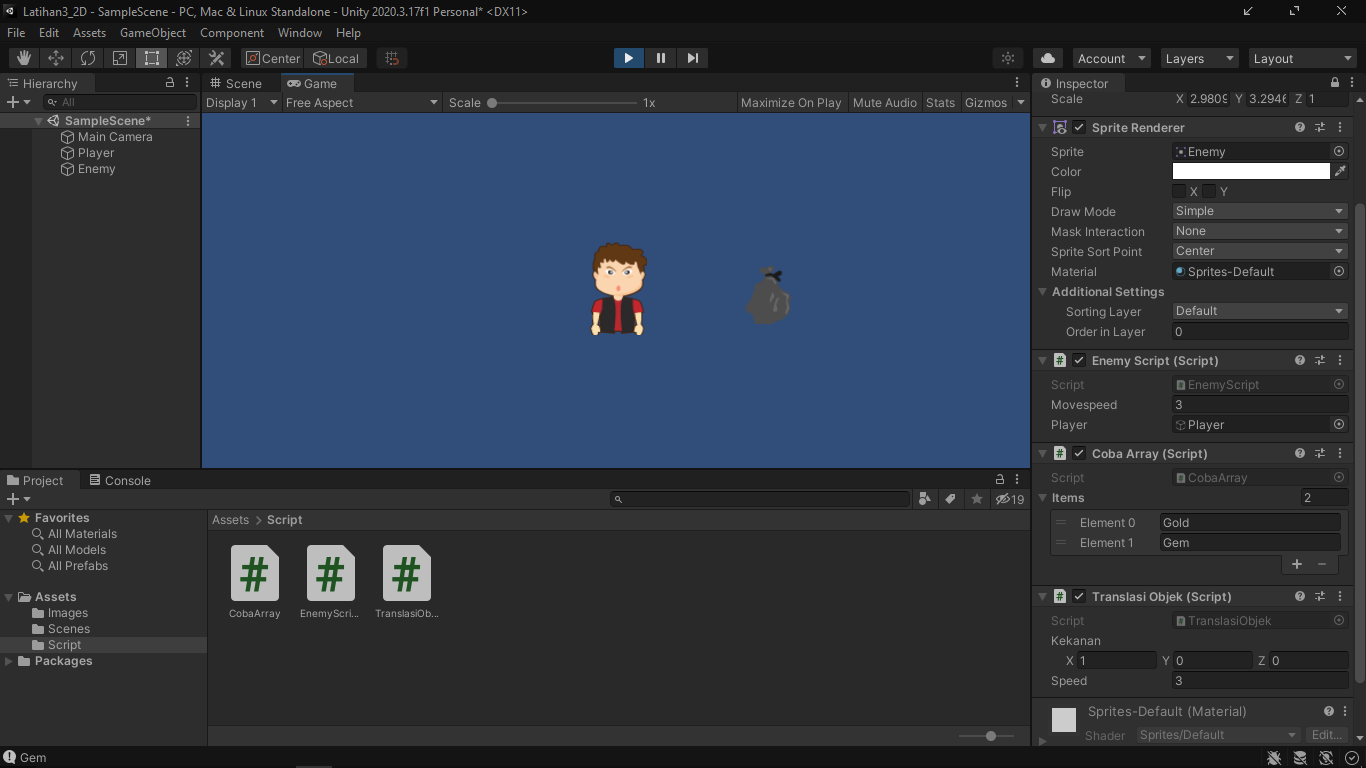 Latihan3_2D - SampleScene - PC, Mac & Linux Standalone - Unity 2020.3.17f1 Personal* <DX11>
File Edit Assets GameObject Component Window Help
Center Local Account Layers Layout
Hierarchy
All
SampleScene*
Main Camera
Player
Enemy
Scene Game
Display 1 Free Aspect Scale 1x Maximize On Play Mute Audio Stats Gizmos
Inspector
Scale X 2.9809 Y 3.2946 Z 1
Sprite Renderer
Sprite Enemy
Color
Flip X Y
Draw Mode Simple
Mask Interaction None
Sprite Sort Point Center
Material Sprites-Default
Additional Settings
Sorting Layer Default
Order in Layer 0
# Enemy Script (Script)
Script EnemyScript
Movespeed 3
Player Player
# Coba Array (Script)
Script CobaArray
Items 2
Element 0 Gold
Element 1 Gem
+ −
# Translasi Objek (Script)
Script TranslasiObjek
Kekanan
X 1 Y 0 Z 0
Speed 3
Sprites-Default (Material)
Shader Sprites/Default Edit...
Project Console
19
Favorites
All Materials
All Models
All Prefabs
Assets
Images
Scenes
Script
Packages
Assets > Script
# # #
CobaArray EnemyScri... TranslasiOb...
Gem